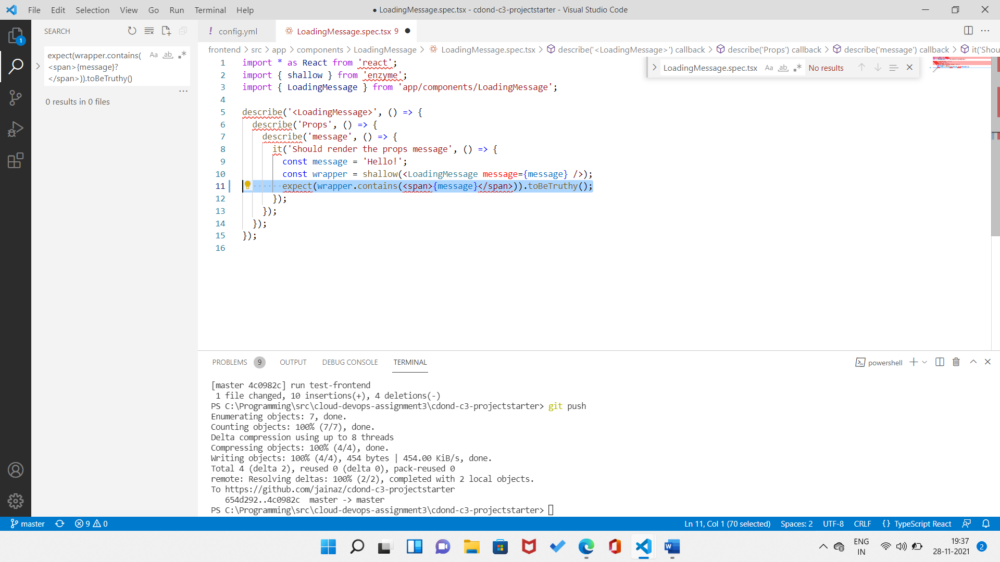 File Edit Selection View Go Run Terminal Help
● LoadingMessage.spec.tsx - cdond-c3-projectstarter - Visual Studio Code
SEARCH
expect(wrapper.contains(
<span>{message}?
</span>)).toBeTruthy()
Aa ab .*
0 results in 0 files
1
! config.yml
LoadingMessage.spec.tsx 9 ●
frontend > src > app > components > LoadingMessage > LoadingMessage.spec.tsx > describe('<LoadingMessage>') callback > describe('Props') callback > describe('message') callback > it('Shou
LoadingMessage.spec.tsx Aa ab .* No results
1 import * as React from 'react';
2 import { shallow } from 'enzyme';
3 import { LoadingMessage } from 'app/components/LoadingMessage';
4
5 describe('<LoadingMessage>', () => {
6 describe('Props', () => {
7 describe('message', () => {
8 it('Should render the props message', () => {
9 const message = 'Hello!';
10 const wrapper = shallow(<LoadingMessage message={message} />);
11 expect(wrapper.contains(<span>{message}</span>)).toBeTruthy();
12 });
13 });
14 });
15 });
16
PROBLEMS 9 OUTPUT DEBUG CONSOLE TERMINAL
powershell
[master 4c0982c] run test-frontend
1 file changed, 10 insertions(+), 4 deletions(-)
PS C:\Programming\src\cloud-devops-assignment3\cdond-c3-projectstarter> git push
Enumerating objects: 7, done.
Counting objects: 100% (7/7), done.
Delta compression using up to 8 threads
Compressing objects: 100% (4/4), done.
Writing objects: 100% (4/4), 454 bytes | 454.00 KiB/s, done.
Total 4 (delta 2), reused 0 (delta 0), pack-reused 0
remote: Resolving deltas: 100% (2/2), completed with 2 local objects.
To https://github.com/jainaz/cdond-c3-projectstarter
654d292..4c0982c master -> master
PS C:\Programming\src\cloud-devops-assignment3\cdond-c3-projectstarter>
master 9 0
Ln 11, Col 1 (70 selected) Spaces: 2 UTF-8 CRLF {} TypeScript React
W
ENG
IN
19:37
28-11-2021
2